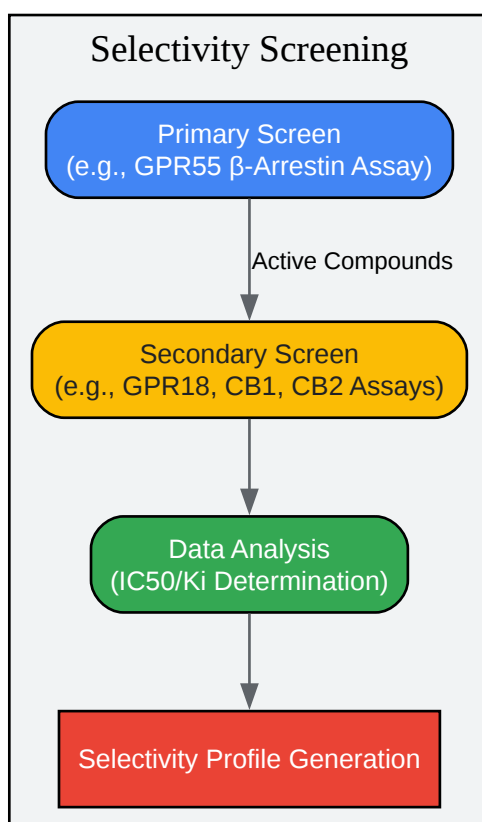 Selectivity Screening
Primary Screen
(e.g., GPR55 β-Arrestin Assay)
Active Compounds
Secondary Screen
(e.g., GPR18, CB1, CB2 Assays)
Data Analysis
(IC50/Ki Determination)
Selectivity Profile Generation